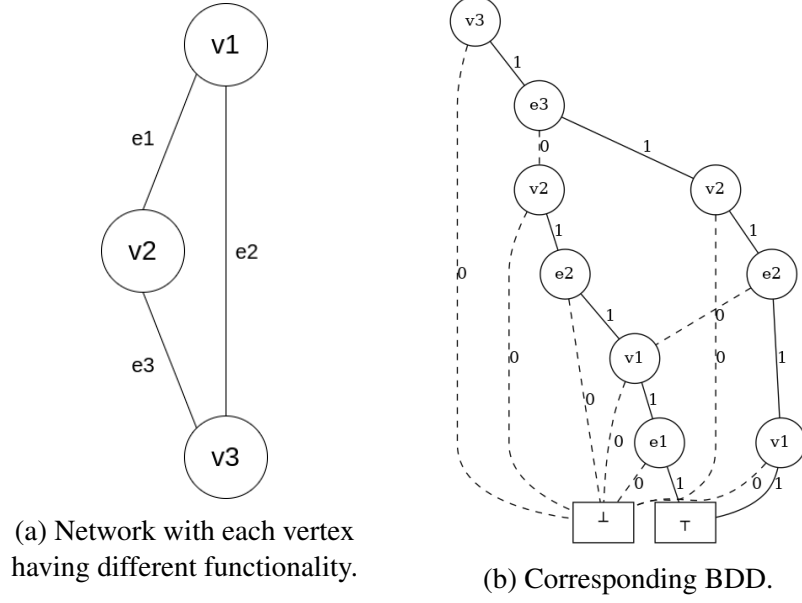 v1
e1
v2
e2
e3
v3
(a) Network with each vertex
having different functionality.
v3
1
e3
0
1
v2
v2
1
1
0
e2
e2
1
0
0
0
1
v1
0
1
0
e1
v1
0
1
0
1
⊥
⊤
(b) Corresponding BDD.